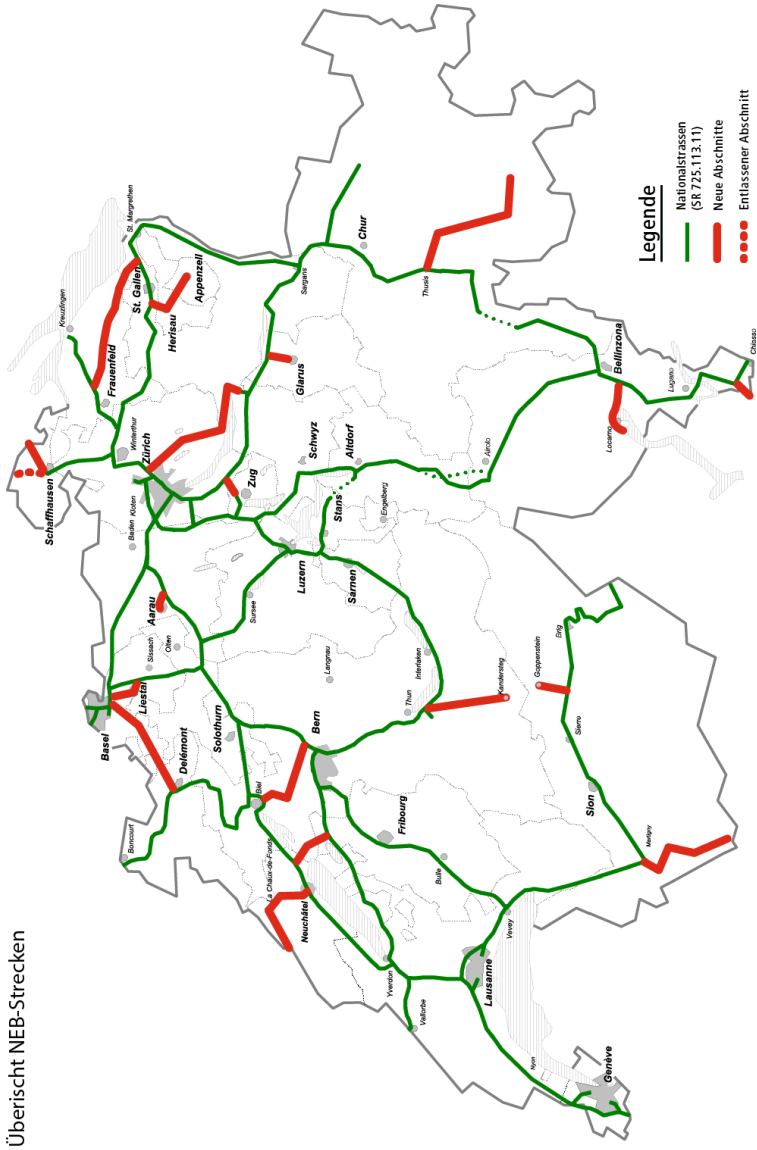 Überischt NEB-Strecken
Schaffhausen
Kreuzlingen
Basel
Boncourt
Frauenfeld
Winterthur
St. Margrethen
Baden
Kloten
St. Gallen
Liestal
Zürich
Sissach
Aarau
Herisau
Olten
Delémont
Appenzell
Solothurn
Zug
Sursee
Biel
La Chaux-de-Fonds
Glarus
Sargans
Luzern
Neuchâtel
Schwyz
Bern
Langnau
Stans
Altdorf
Sarnen
Chur
Engelberg
Yverdon
Fribourg
Thun
Interlaken
Vallorbe
Thusis
Bulle
Airolo
Lausanne
Kandersteg
Vevey
Nyon
Goppenstein
Brig
Sierre
Sion
Genève
Locarno
Bellinzona
Martigny
Lugano
Chiasso
Legende
Nationalstrassen
(SR 725.113.11)
Neue Abschnitte
Entlassener Abschnitt